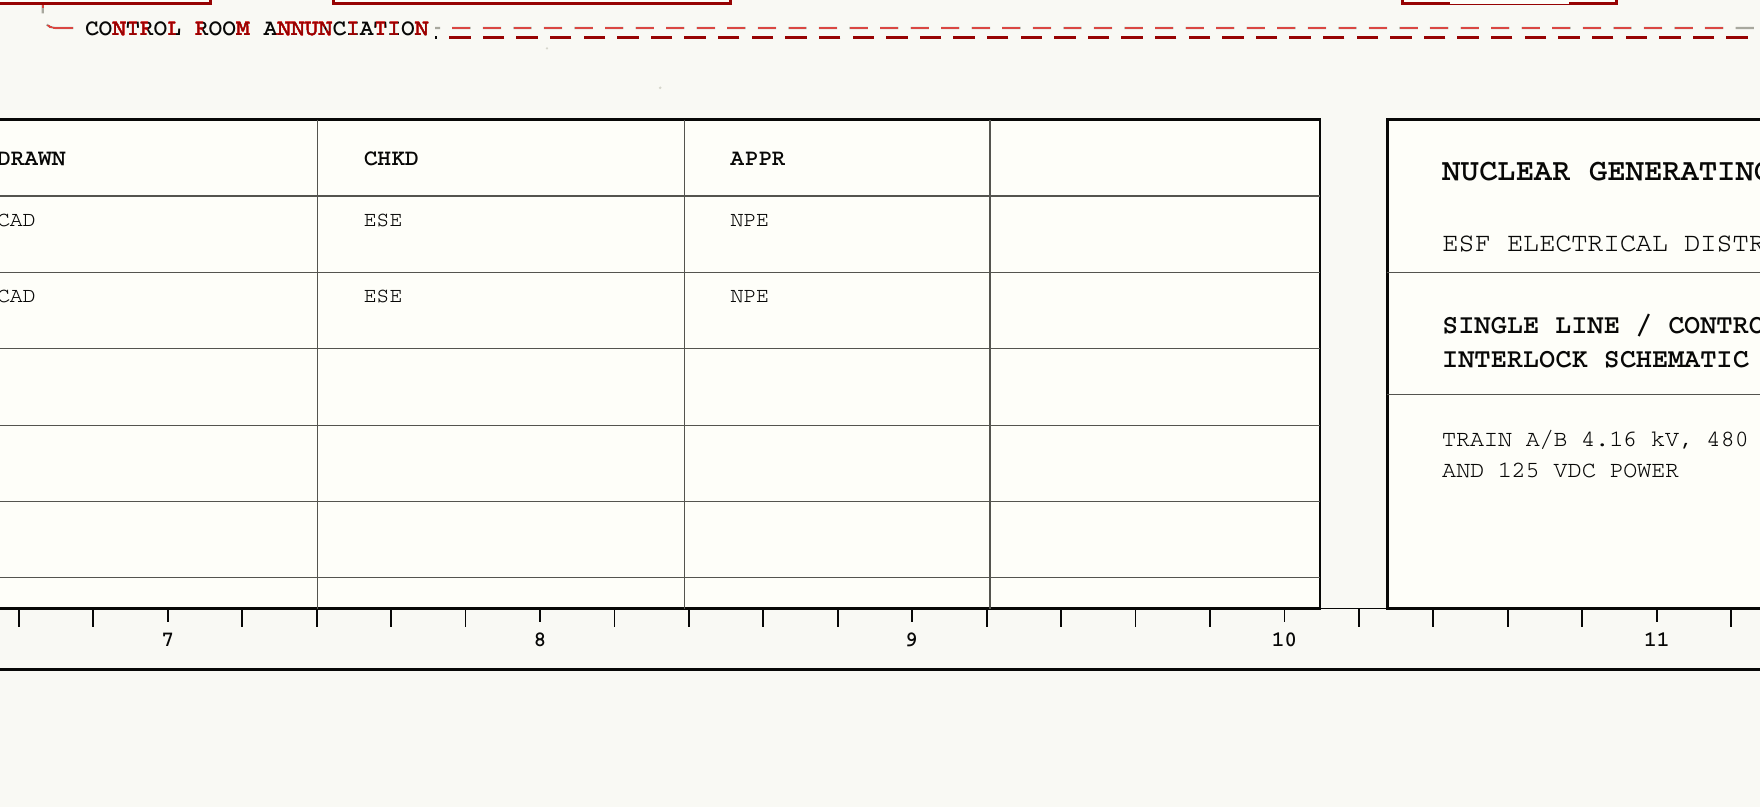 CONTROL ROOM ANNUNCIATION
DRAWN CHKD APPR
CAD ESE NPE
CAD ESE NPE
NUCLEAR GENERATING
ESF ELECTRICAL DISTR
SINGLE LINE / CONTRO
INTERLOCK SCHEMATIC
TRAIN A/B 4.16 kV, 480
AND 125 VDC POWER
7 8 9 10 11